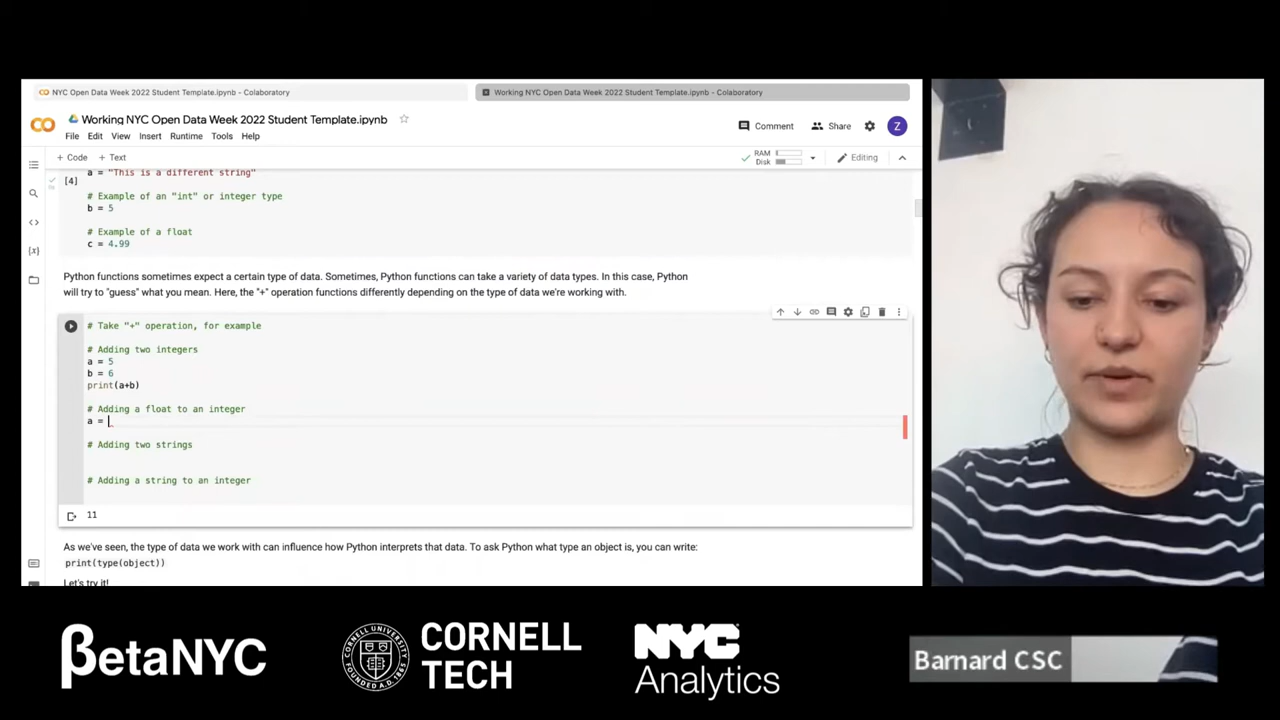 NYC Open Data Week 2022 Student Template.ipynb - Colaboratory
Working NYC Open Data Week 2022 Student Template.ipynb - Colaboratory
Working NYC Open Data Week 2022 Student Template.ipynb
File Edit View Insert Runtime Tools Help
Comment Share Z
+ Code + Text
RAM
Disk
Editing
a = "This is a different string"
[4]
# Example of an "int" or integer type
b = 5
# Example of a float
c = 4.99
Python functions sometimes expect a certain type of data. Sometimes, Python functions can take a variety of data types. In this case, Python
will try to "guess" what you mean. Here, the "+" operation functions differently depending on the type of data we're working with.
# Take "+" operation, for example
# Adding two integers
a = 5
b = 6
print(a+b)
# Adding a float to an integer
a =
# Adding two strings
# Adding a string to an integer
11
As we've seen, the type of data we work with can influence how Python interprets that data. To ask Python what type an object is, you can write:
print(type(object))
Let's try it!
βetaNYC
CORNELL
TECH
NYC
Analytics
Barnard CSC